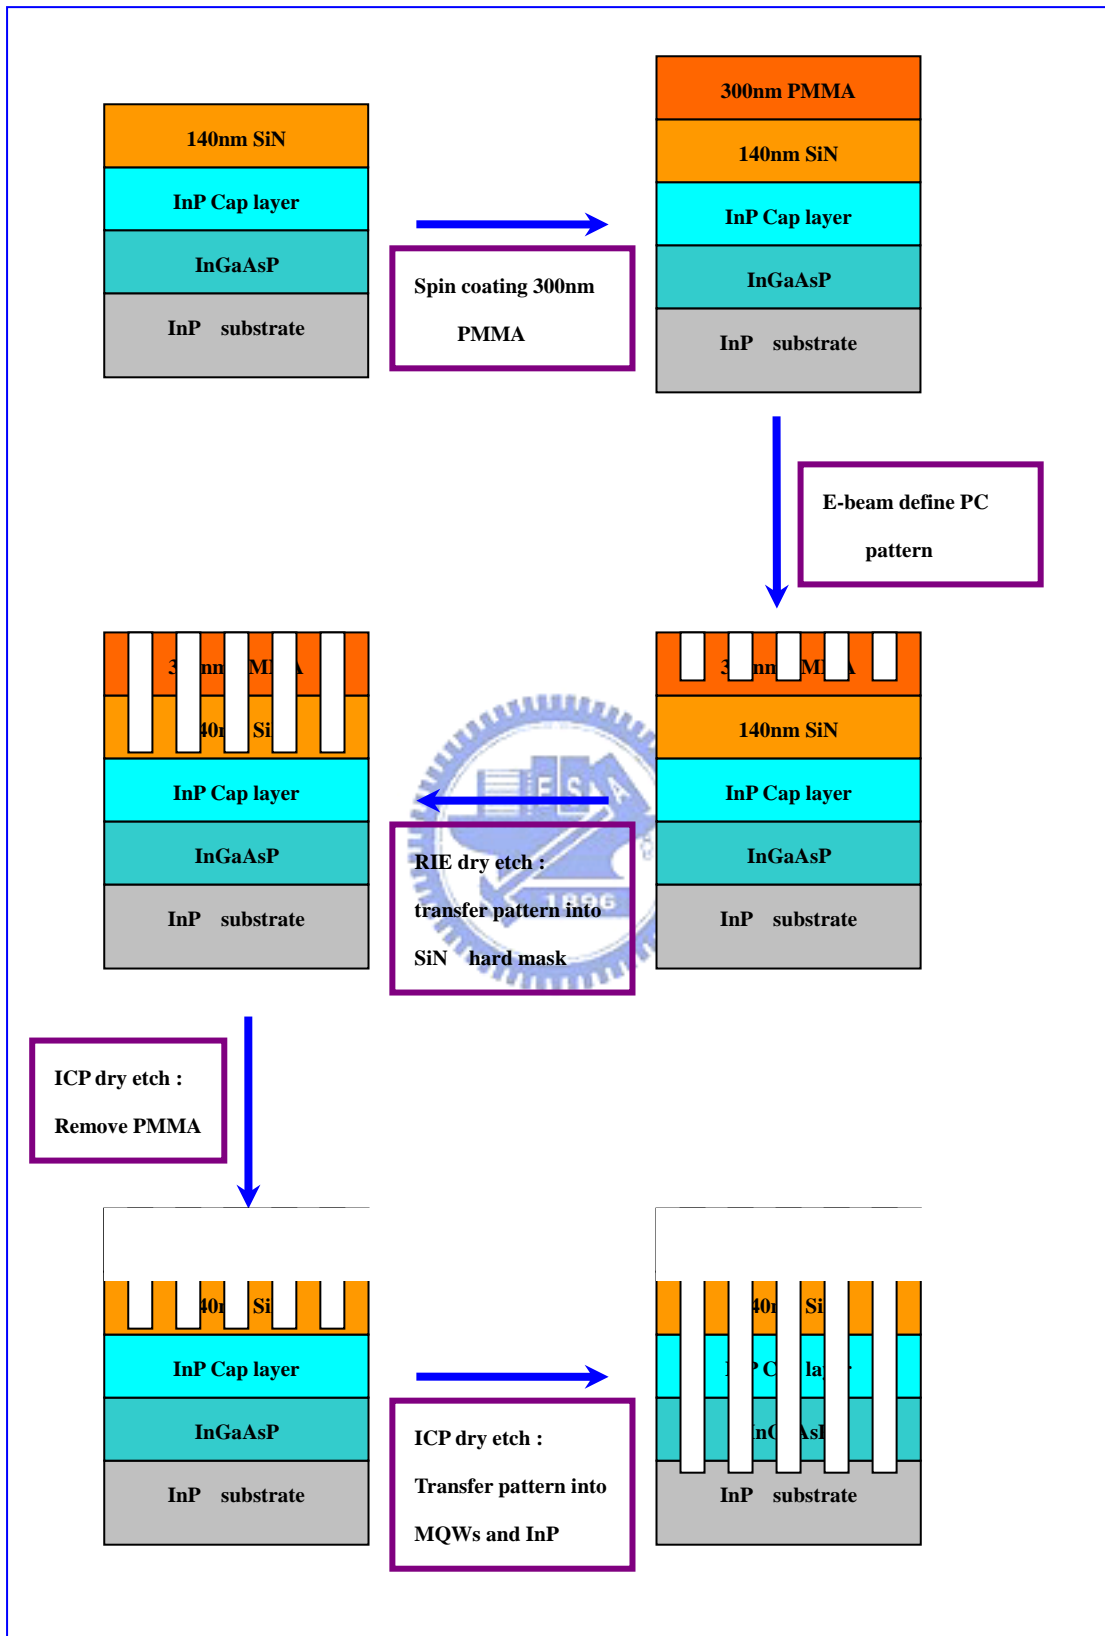 140nm SiN
InP Cap layer
InGaAsP
InP substrate
Spin coating 300nm
PMMA
300nm PMMA
140nm SiN
InP Cap layer
InGaAsP
InP substrate
E-beam define PC
pattern
140nm SiN
InP Cap layer
InGaAsP
InP substrate
RIE dry etch :
transfer pattern into
SiN hard mask
ES
1896
InP Cap layer
InGaAsP
InP substrate
ICP dry etch :
Remove PMMA
InP Cap layer
InGaAsP
InP substrate
ICP dry etch :
Transfer pattern into
MQWs and InP
InP substrate